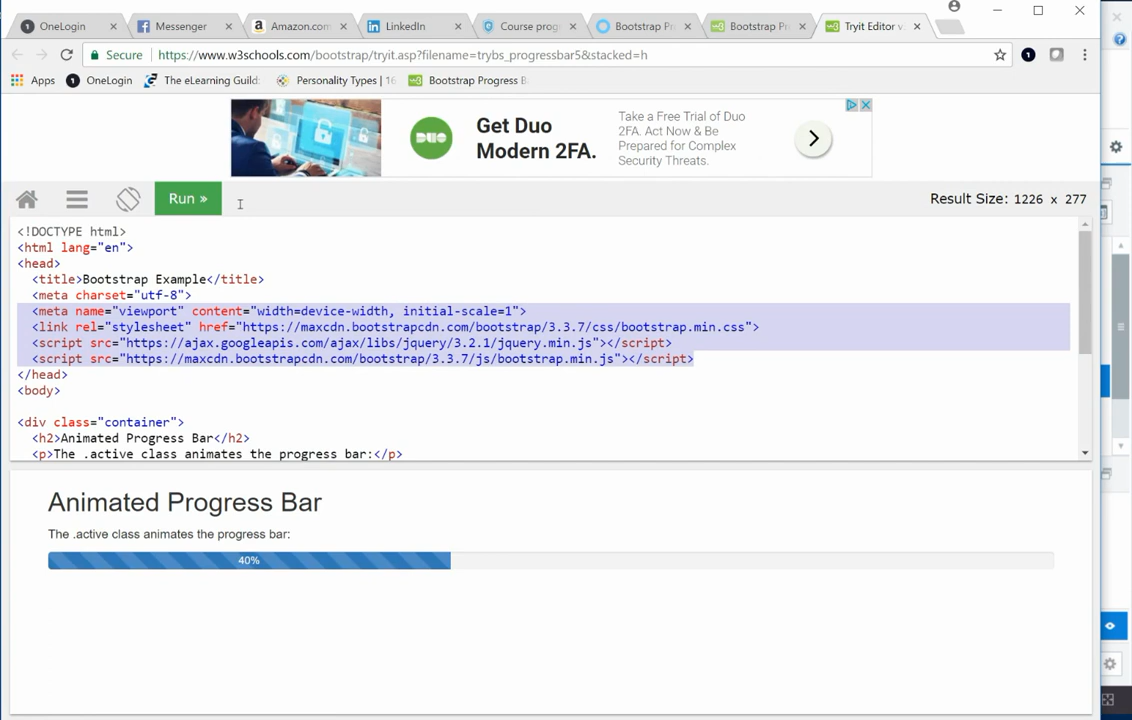 OneLogin
Messenger
Amazon.com
LinkedIn
Course prog
Bootstrap Pr
Bootstrap Pr
Tryit Editor v
Secure https://www.w3schools.com/bootstrap/tryit.asp?filename=trybs_progressbar5&stacked=h
Apps
OneLogin
The eLearning Guild:
Personality Types | 16
Bootstrap Progress B
Get Duo
Modern 2FA.
Take a Free Trial of Duo
2FA. Act Now & Be
Prepared for Complex
Security Threats.
DUO
Run »
Result Size: 1226 x 277
<!DOCTYPE html>
<html lang="en">
<head>
<title>Bootstrap Example</title>
<meta charset="utf-8">
<meta name="viewport" content="width=device-width, initial-scale=1">
<link rel="stylesheet" href="https://maxcdn.bootstrapcdn.com/bootstrap/3.3.7/css/bootstrap.min.css">
<script src="https://ajax.googleapis.com/ajax/libs/jquery/3.2.1/jquery.min.js"></script>
<script src="https://maxcdn.bootstrapcdn.com/bootstrap/3.3.7/js/bootstrap.min.js"></script>
</head>
<body>
<div class="container">
<h2>Animated Progress Bar</h2>
<p>The .active class animates the progress bar:</p>
Animated Progress Bar
The .active class animates the progress bar:
40%